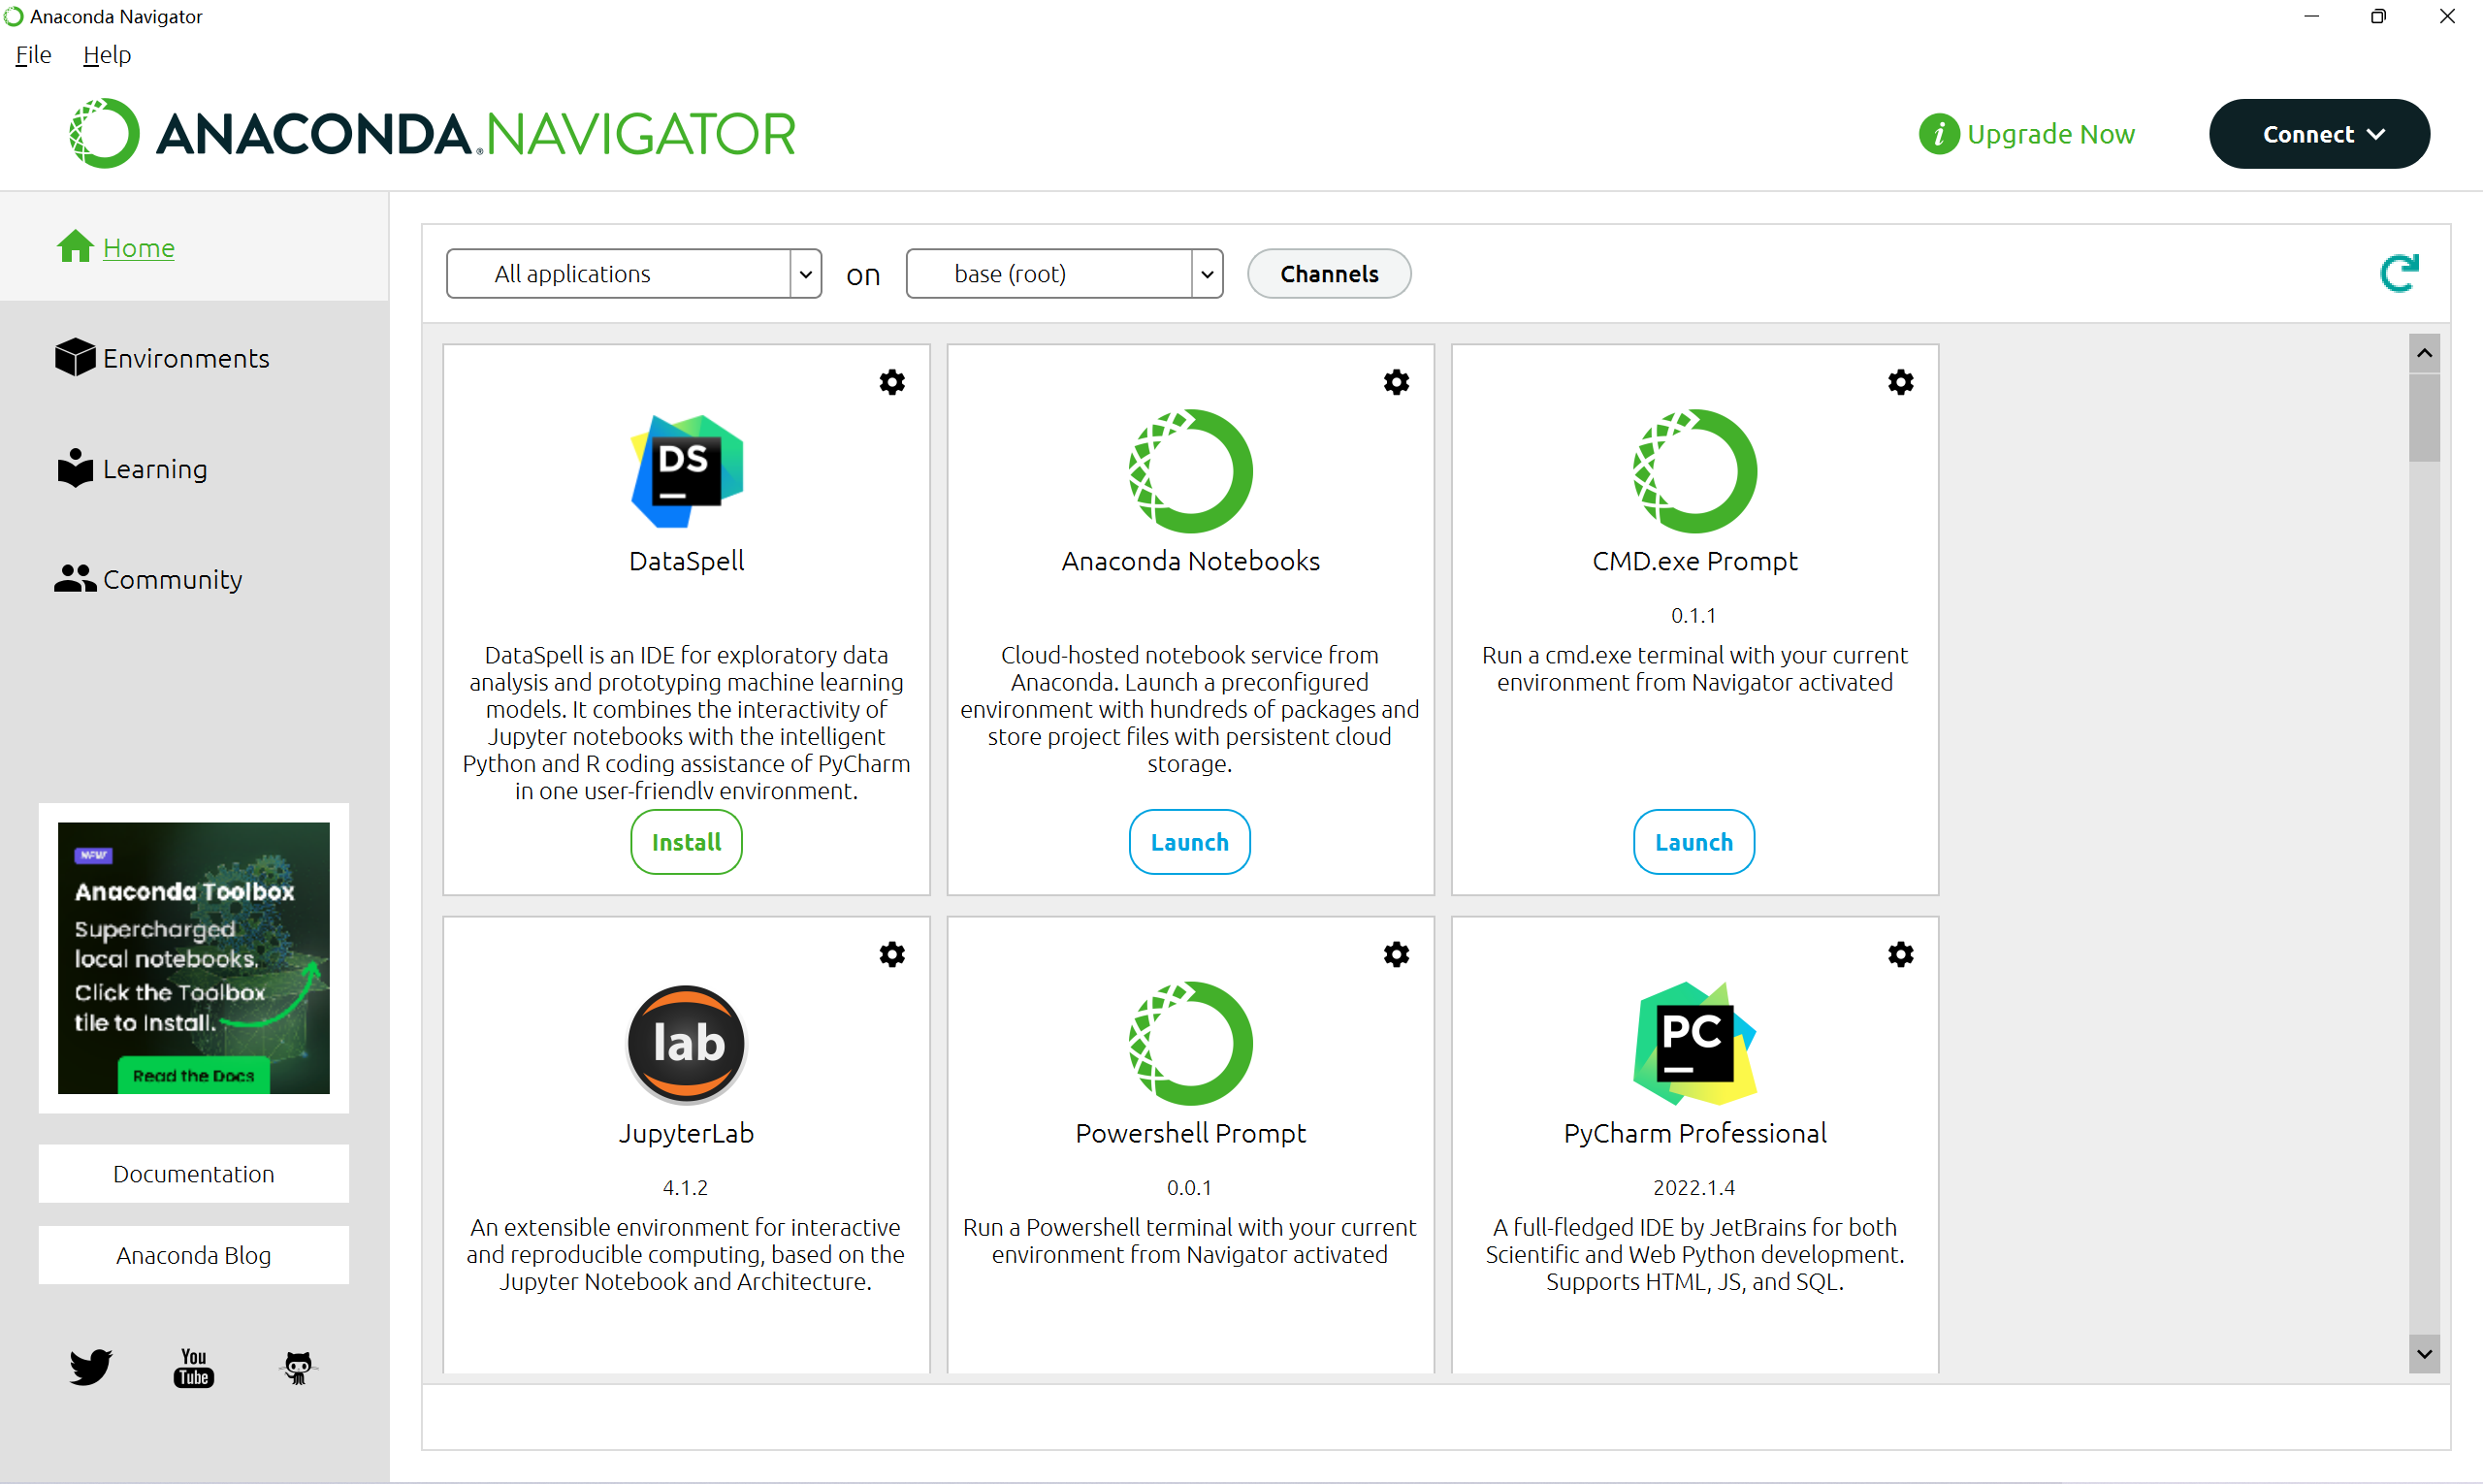 Anaconda Navigator
File Help
ANACONDA.NAVIGATOR
Upgrade Now
Connect
Home
Environments
Learning
Community
NEW
Anaconda Toolbox
Supercharged
local notebooks.
Click the Toolbox
tile to Install.
Read the Docs
Documentation
Anaconda Blog
You
Tube
All applications on base (root) Channels
DS
DataSpell
DataSpell is an IDE for exploratory data
analysis and prototyping machine learning
models. It combines the interactivity of
Jupyter notebooks with the intelligent
Python and R coding assistance of PyCharm
in one user-friendly environment.
Install
Anaconda Notebooks
Cloud-hosted notebook service from
Anaconda. Launch a preconfigured
environment with hundreds of packages and
store project files with persistent cloud
storage.
Launch
CMD.exe Prompt
0.1.1
Run a cmd.exe terminal with your current
environment from Navigator activated
Launch
lab
JupyterLab
4.1.2
An extensible environment for interactive
and reproducible computing, based on the
Jupyter Notebook and Architecture.
Powershell Prompt
0.0.1
Run a Powershell terminal with your current
environment from Navigator activated
PC
PyCharm Professional
2022.1.4
A full-fledged IDE by JetBrains for both
Scientific and Web Python development.
Supports HTML, JS, and SQL.